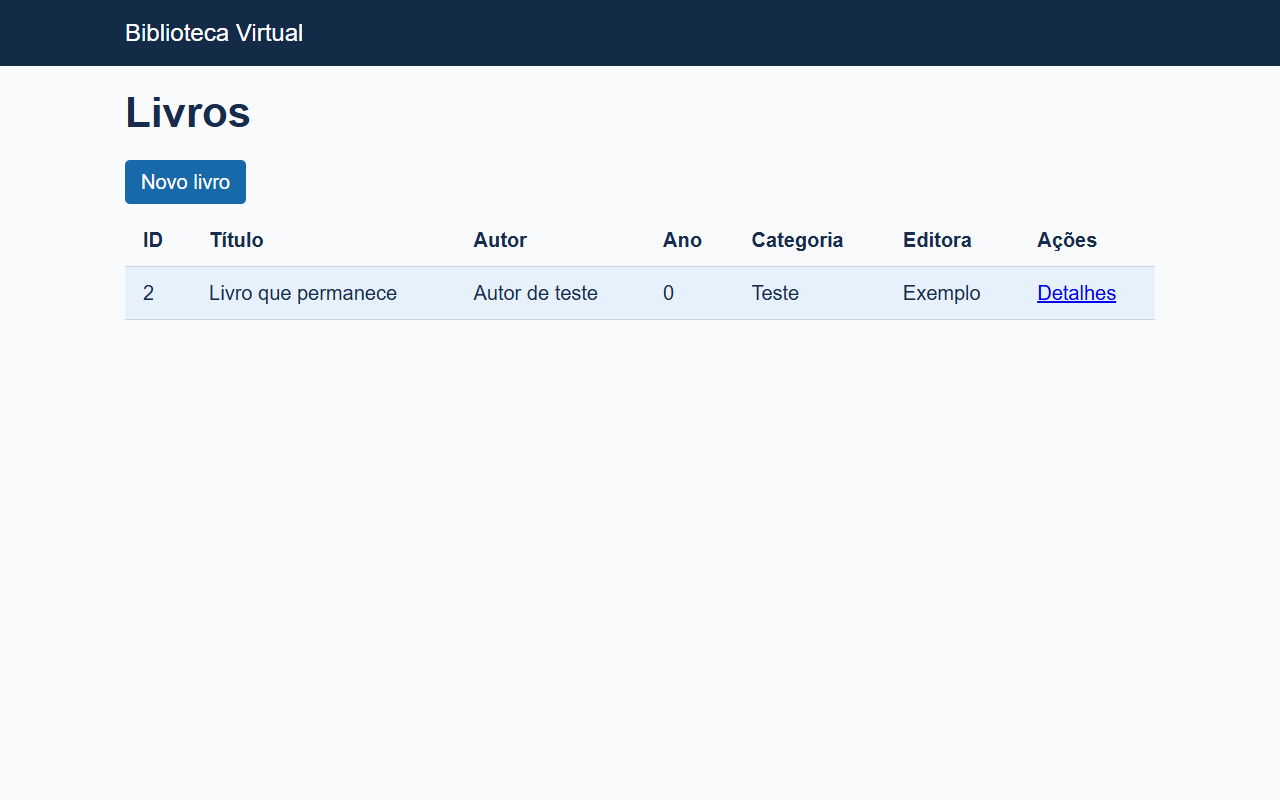 Biblioteca Virtual
Livros
Novo livro
ID Título Autor Ano Categoria Editora Ações
2 Livro que permanece Autor de teste 0 Teste Exemplo Detalhes